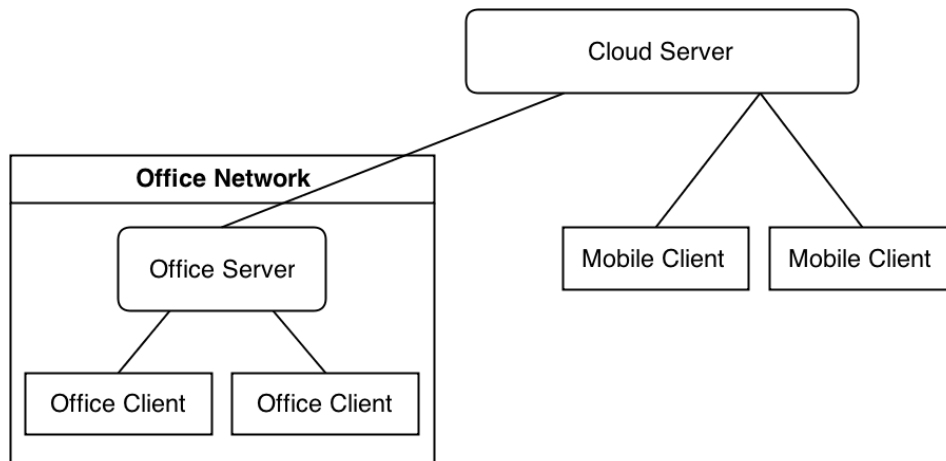 Cloud Server
Office Network
Office Server
Mobile Client
Mobile Client
Office Client
Office Client